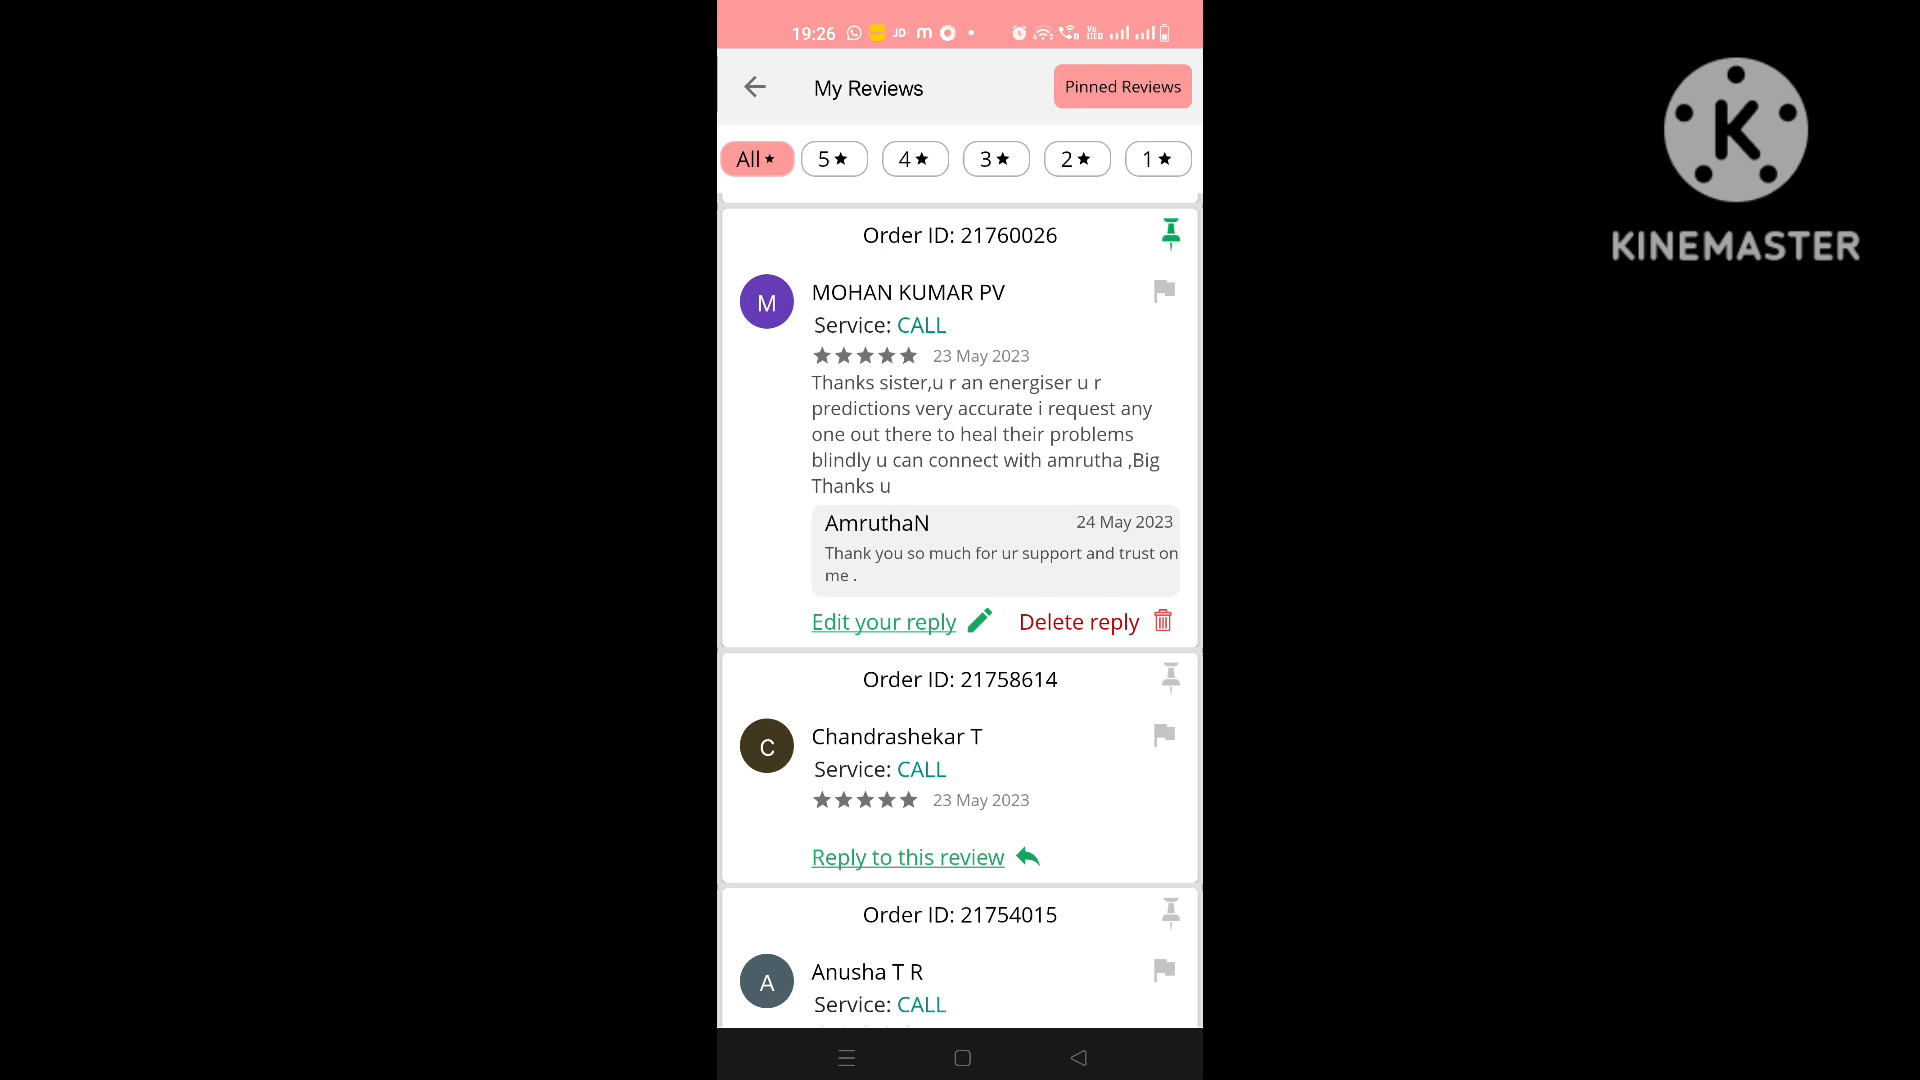 19:26 JD m Vo LTED
My Reviews
Pinned Reviews
All★ 5★ 4★ 3★ 2★ 1★
K
KINEMASTER
Order ID: 21760026
M
MOHAN KUMAR PV
Service: CALL
★★★★★ 23 May 2023
Thanks sister,u r an energiser u r
predictions very accurate i request any
one out there to heal their problems
blindly u can connect with amrutha ,Big
Thanks u
AmruthaN 24 May 2023
Thank you so much for ur support and trust on
me .
Edit your reply Delete reply
Order ID: 21758614
C
Chandrashekar T
Service: CALL
★★★★★ 23 May 2023
Reply to this review
Order ID: 21754015
A
Anusha T R
Service: CALL